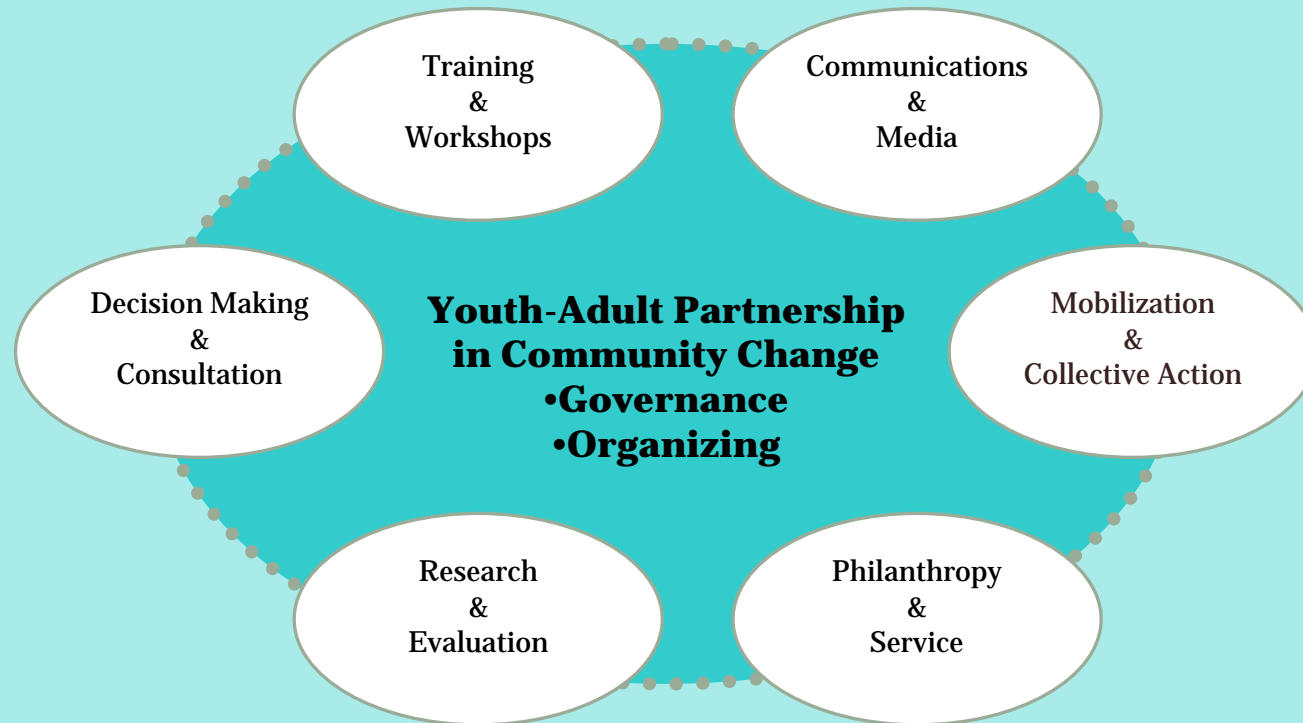 Training
&
Workshops
Communications
&
Media
Decision Making
&
Consultation
Youth-Adult Partnership
in Community Change
•Governance
•Organizing
Mobilization
&
Collective Action
Research
&
Evaluation
Philanthropy
&
Service